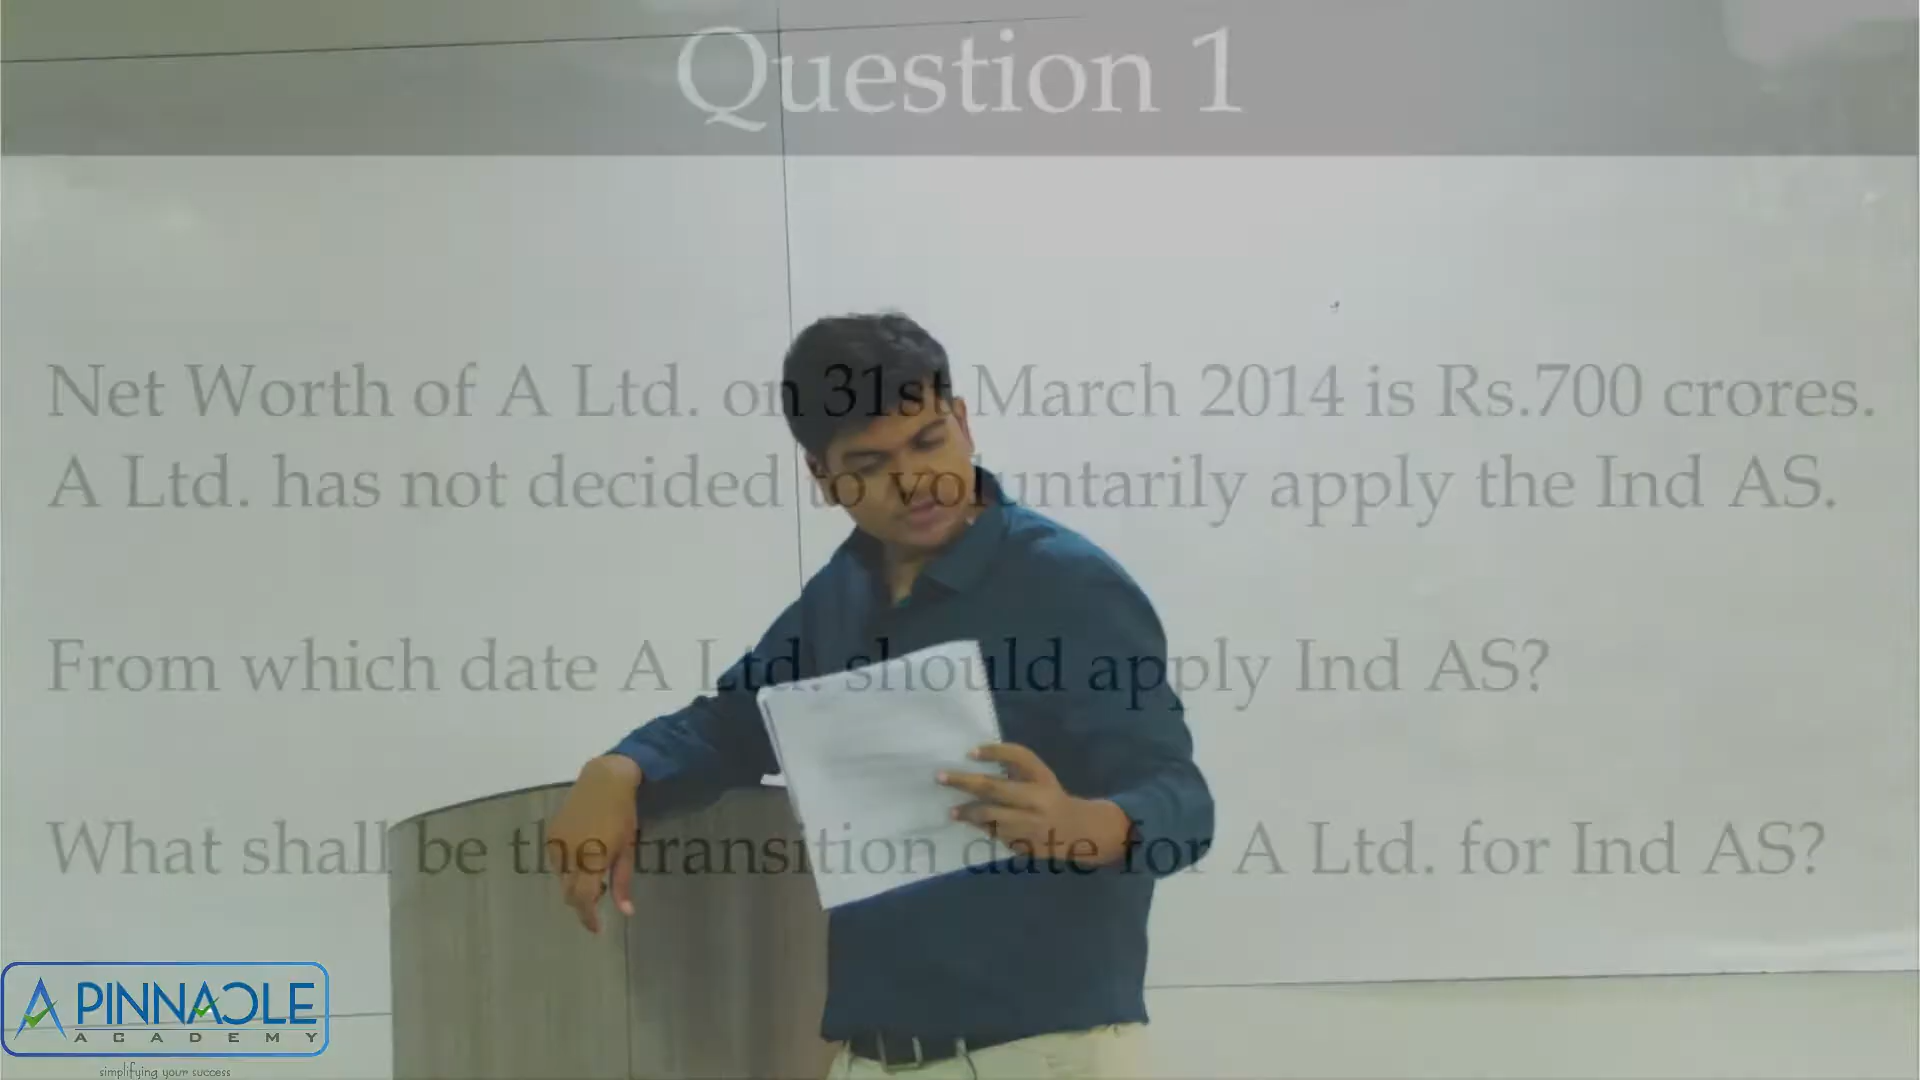 Question 1
Net Worth of A Ltd. on 31st March 2014 is Rs.700 crores.
A Ltd. has not decided to voluntarily apply the Ind AS.
From which date A Ltd. should apply Ind AS?
What shall be the transition date for A Ltd. for Ind AS?
A PINNACLE
ACADEMY
simplifying your success